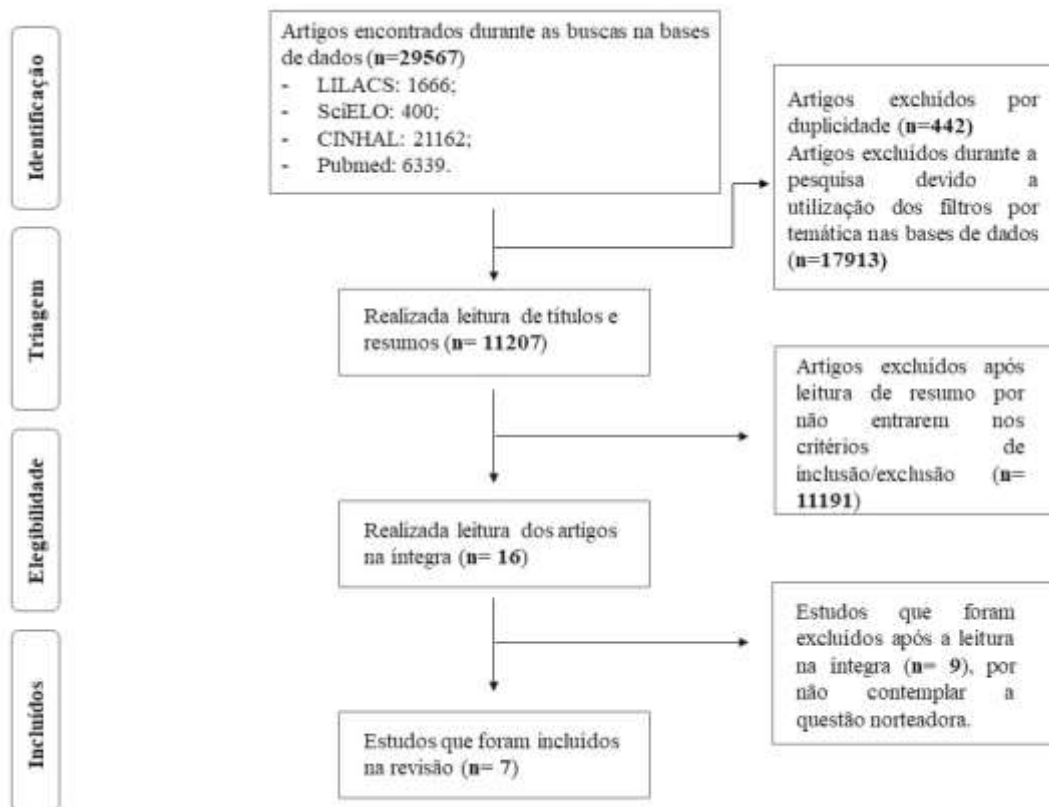 Identificação
Artigos encontrados durante as buscas na bases
de dados (n=29567)
- LILACS: 1666;
- SciELO: 400;
- CINHAL: 21162;
- Pubmed: 6339.
Artigos excluídos por
duplicidade (n=442)
Artigos excluídos durante a
pesquisa devido a
utilização dos filtros por
temática nas bases de dados
(n=17913)
Triagem
Realizada leitura de títulos e
resumos (n= 11207)
Artigos excluídos após
leitura de resumo por
não entrarem nos
critérios de
inclusão/exclusão (n=
11191)
Elegibilidade
Realizada leitura dos artigos
na íntegra (n= 16)
Estudos que foram
excluídos após a leitura
na íntegra (n= 9), por
não contemplar a
questão norteadora.
Incluídos
Estudos que foram incluídos
na revisão (n= 7)